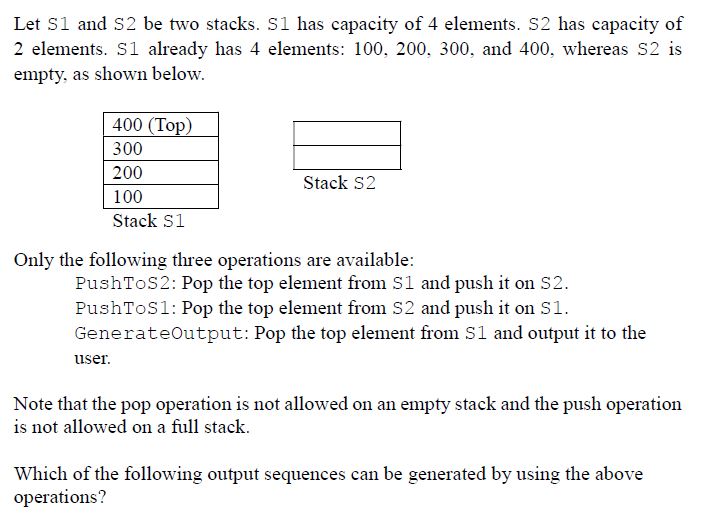 Let S1 and S2 be two stacks. S1 has capacity of 4 elements. S2 has capacity of
2 elements. S1 already has 4 elements: 100, 200, 300, and 400, whereas S2 is
empty, as shown below.
400 (Top)
300
200
100
Stack S1
Stack S2
Only the following three operations are available:
PushToS2: Pop the top element from S1 and push it on S2.
PushToS1: Pop the top element from S2 and push it on S1.
GenerateOutput: Pop the top element from S1 and output it to the
user.
Note that the pop operation is not allowed on an empty stack and the push operation
is not allowed on a full stack.
Which of the following output sequences can be generated by using the above
operations?